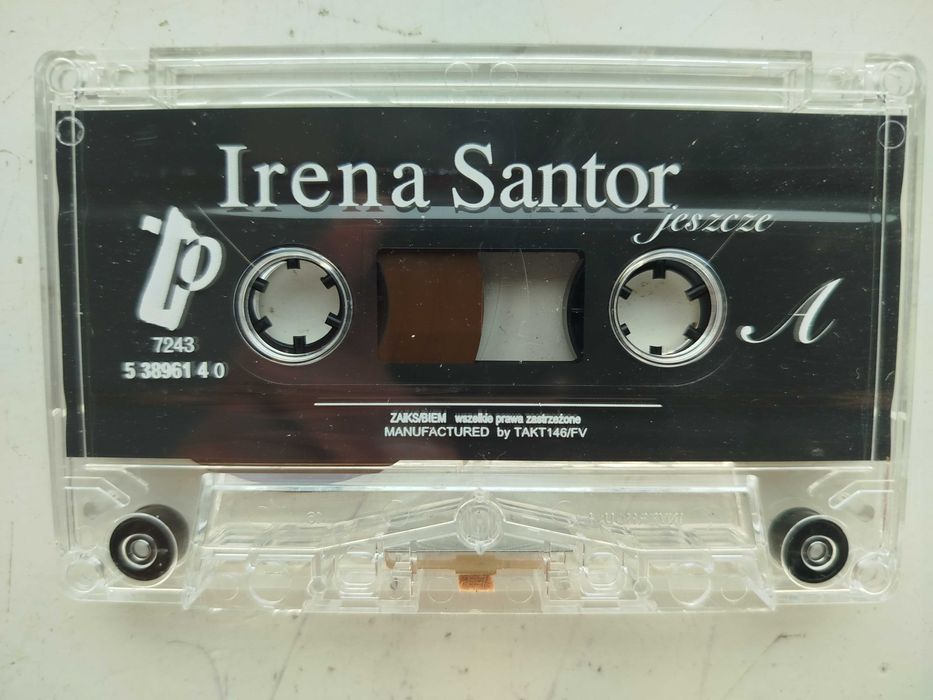 Irena Santor
jeszcze
p
A
7243
5 38961 4 0
ZAIKS/BIEM wszelkie prawa zastrzeżone
MANUFACTURED by TAKT146/FV